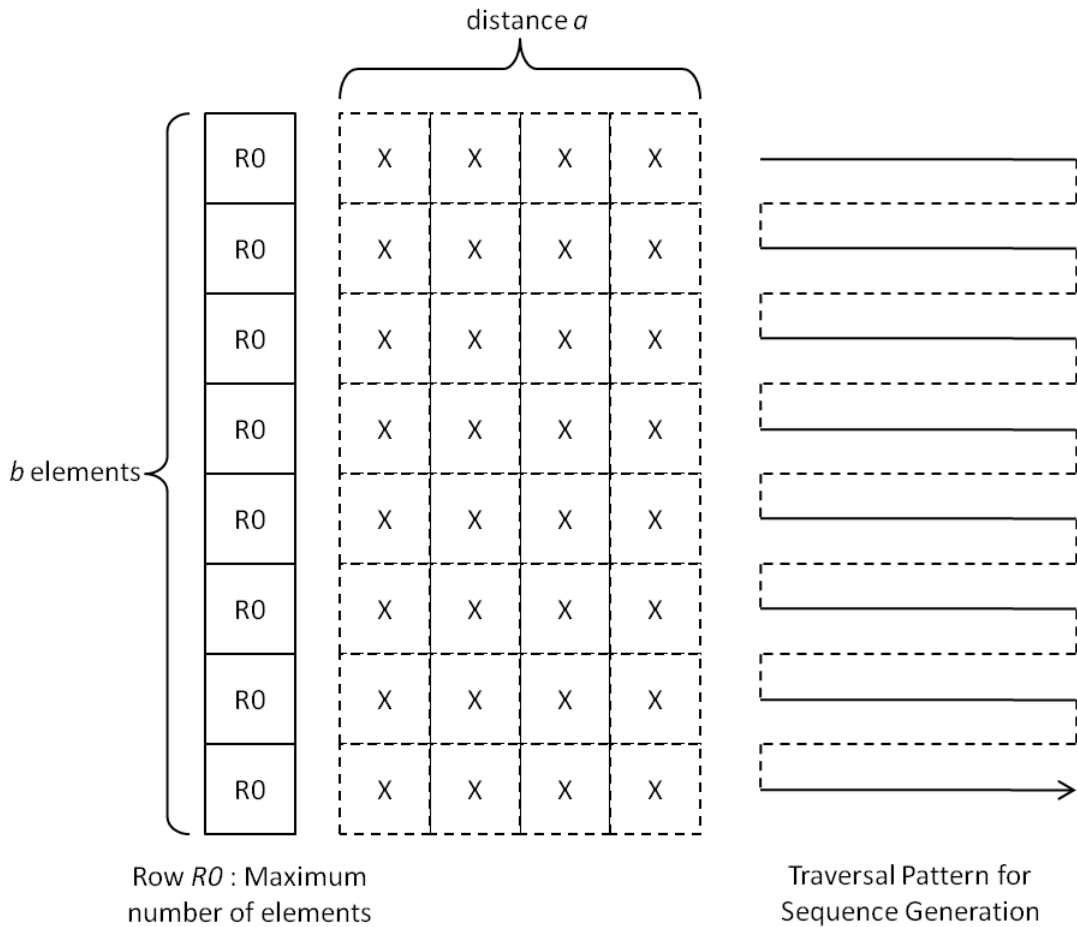 distance a
R0 X X X X
R0 X X X X
R0 X X X X
R0 X X X X
b elements
R0 X X X X
R0 X X X X
R0 X X X X
R0 X X X X
Row R0 : Maximum
number of elements
Traversal Pattern for
Sequence Generation